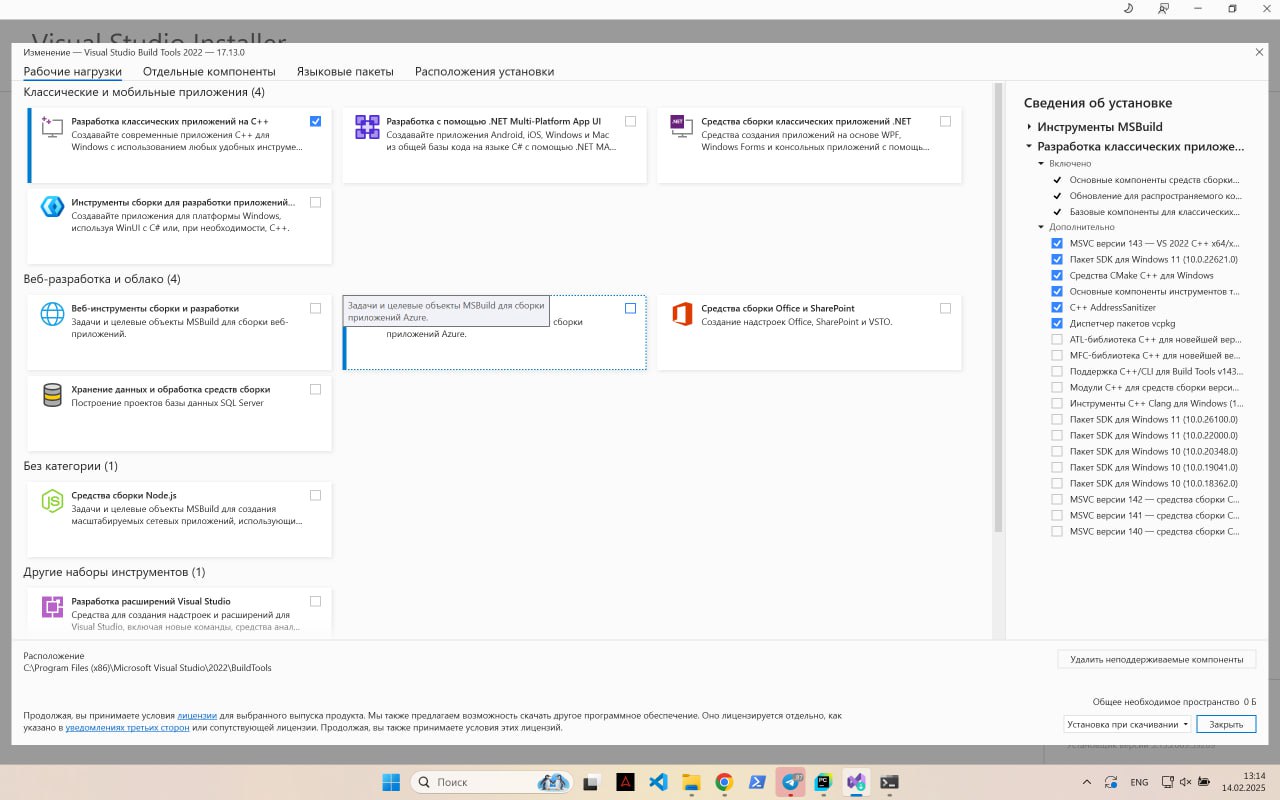 Visual Studio Installer
Изменение — Visual Studio Build Tools 2022 — 17.13.0
Рабочие нагрузки
Отдельные компоненты
Языковые пакеты
Расположения установки
Классические и мобильные приложения (4)
Разработка классических приложений на C++
Создавайте современные приложения C++ для
Windows с использованием любых удобных инструме...
Разработка с помощью .NET Multi-Platform App UI
Создавайте приложения Android, iOS, Windows и Mac
из общей базы кода на языке C# с помощью .NET MA...
.NET
Средства сборки классических приложений .NET
Средства создания приложений на основе WPF,
Windows Forms и консольных приложений с помощь...
Инструменты сборки для разработки приложений...
Создавайте приложения для платформы Windows,
используя WinUI с C# или, при необходимости, C++.
Веб-разработка и облако (4)
Веб-инструменты сборки и разработки
Задачи и целевые объекты MSBuild для сборки веб-
приложений.
Задачи и целевые объекты MSBuild для сборки
приложений Azure.
сборки
приложений Azure.
Средства сборки Office и SharePoint
Создание надстроек Office, SharePoint и VSTO.
Хранение данных и обработка средств сборки
Построение проектов базы данных SQL Server
Без категории (1)
JS
Средства сборки Node.js
Задачи и целевые объекты MSBuild для создания
масштабируемых сетевых приложений, использующи...
Другие наборы инструментов (1)
Разработка расширений Visual Studio
Средства для создания надстроек и расширений для
Visual Studio, включая новые команды, средства анал...
Сведения об установке
Инструменты MSBuild
Разработка классических приложе...
Включено
Основные компоненты средств сборки...
Обновление для распространяемого ко...
Базовые компоненты для классических...
Дополнительно
MSVC версии 143 — VS 2022 C++ x64/x...
Пакет SDK для Windows 11 (10.0.22621.0)
Средства CMake C++ для Windows
Основные компоненты инструментов т...
C++ AddressSanitizer
Диспетчер пакетов vcpkg
ATL-библиотека C++ для новейшей вер...
MFC-библиотека C++ для новейшей ве...
Поддержка C++/CLI для Build Tools v143...
Модули C++ для средств сборки верси...
Инструменты C++ Clang для Windows (1...
Пакет SDK для Windows 11 (10.0.26100.0)
Пакет SDK для Windows 11 (10.0.22000.0)
Пакет SDK для Windows 10 (10.0.20348.0)
Пакет SDK для Windows 10 (10.0.19041.0)
Пакет SDK для Windows 10 (10.0.18362.0)
MSVC версии 142 — средства сборки C...
MSVC версии 141 — средства сборки C...
MSVC версии 140 — средства сборки C...
Расположение
C:\Program Files (x86)\Microsoft Visual Studio\2022\BuildTools
Удалить неподдерживаемые компоненты
Общее необходимое пространство 0 Б
Продолжая, вы принимаете условия лицензии для выбранного выпуска продукта. Мы также предлагаем возможность скачать другое программное обеспечение. Оно лицензируется отдельно, как
указано в уведомлениях третьих сторон или сопутствующей лицензии. Продолжая, вы также принимаете условия этих лицензий.
Установка при скачивании
Закрыть
Поиск
ENG
13:14
14.02.2025